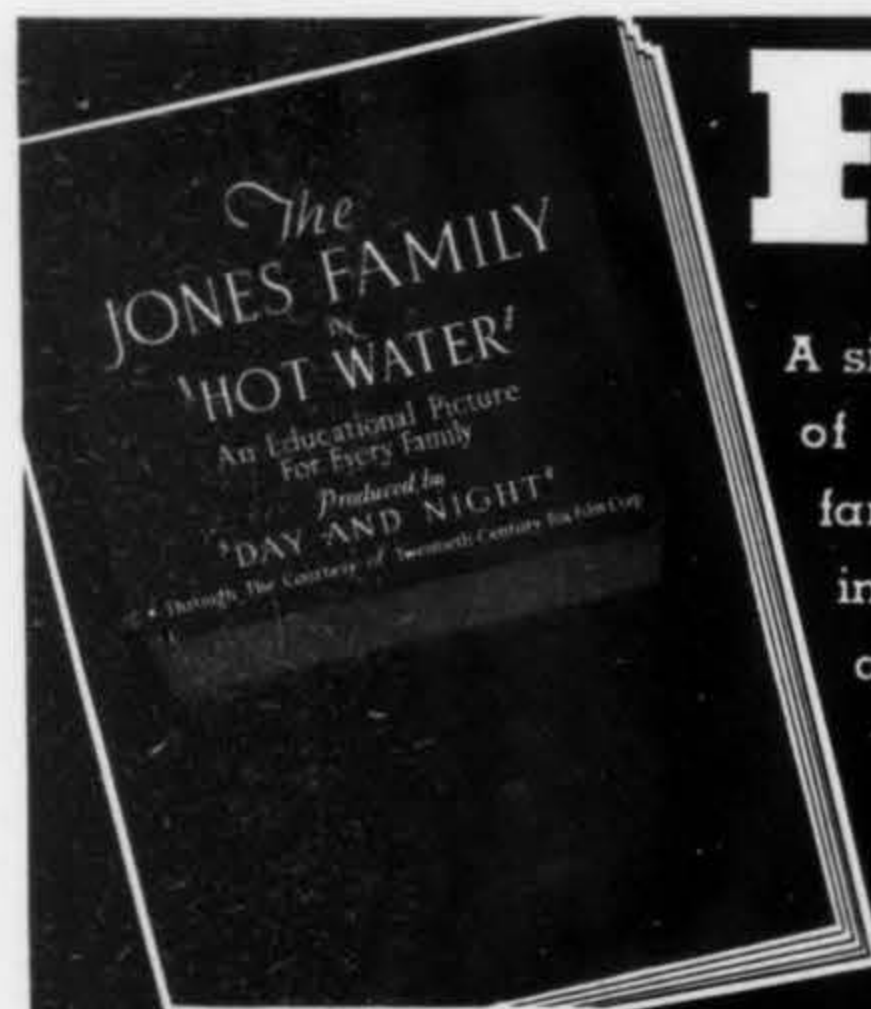 The
JONES FAMILY
IN
"HOT WATER"
An Educational Picture
For Every Family
Produced by
"DAY AND NIGHT"
Through The Courtesy of Twentieth Century Fox Film Corp
A si
of
fa
in